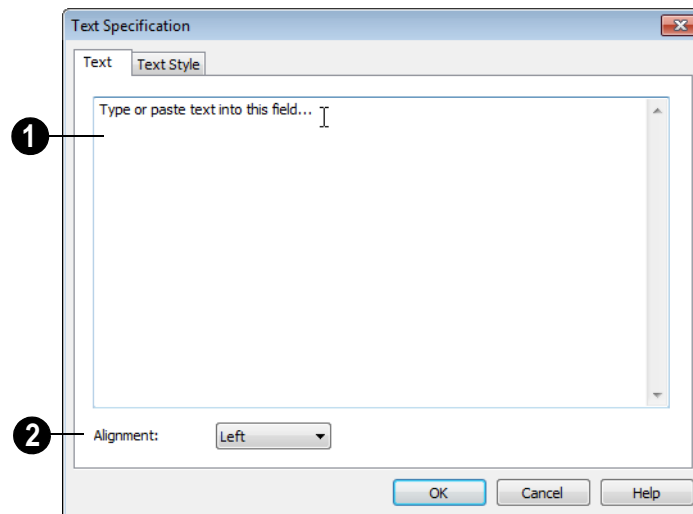 Text Specification
Text
Text Style
Type or paste text into this field...
1
2
Alignment:
Left
OK
Cancel
Help